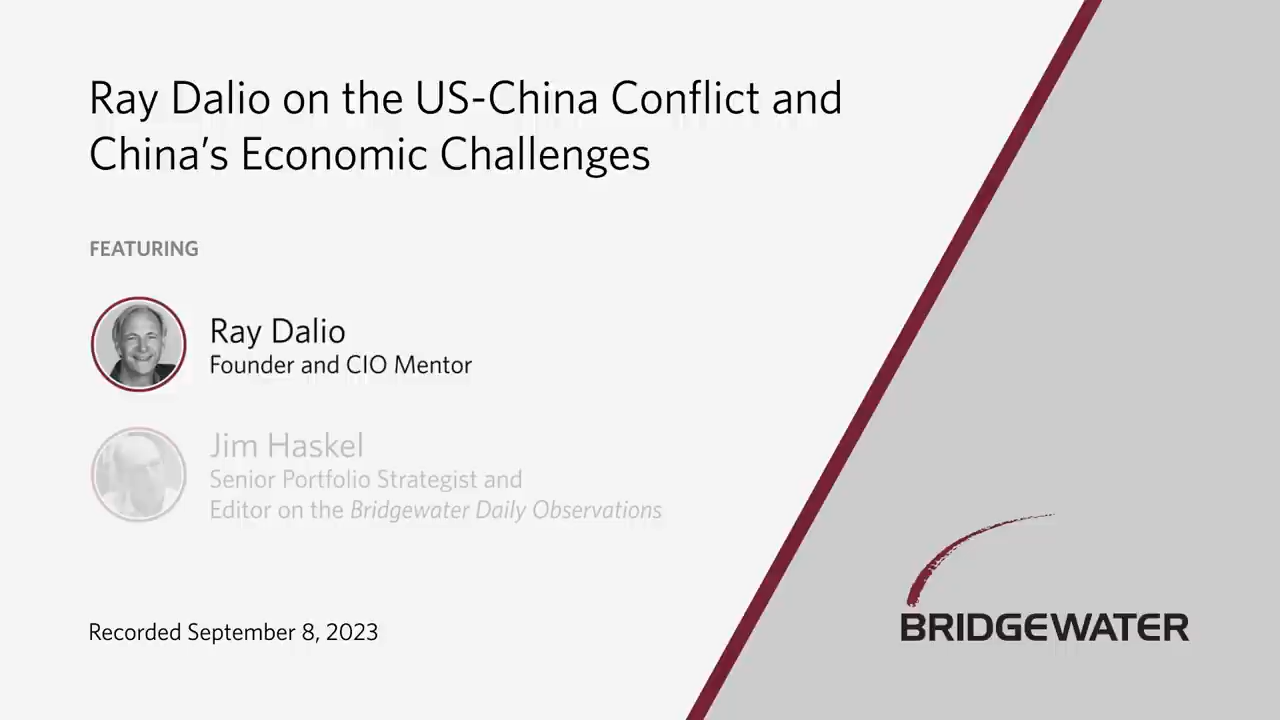 Ray Dalio on the US-China Conflict and
China’s Economic Challenges
FEATURING
Ray Dalio
Founder and CIO Mentor
Jim Haskel
Senior Portfolio Strategist and
Editor on the Bridgewater Daily Observations
Recorded September 8, 2023
BRIDGEWATER